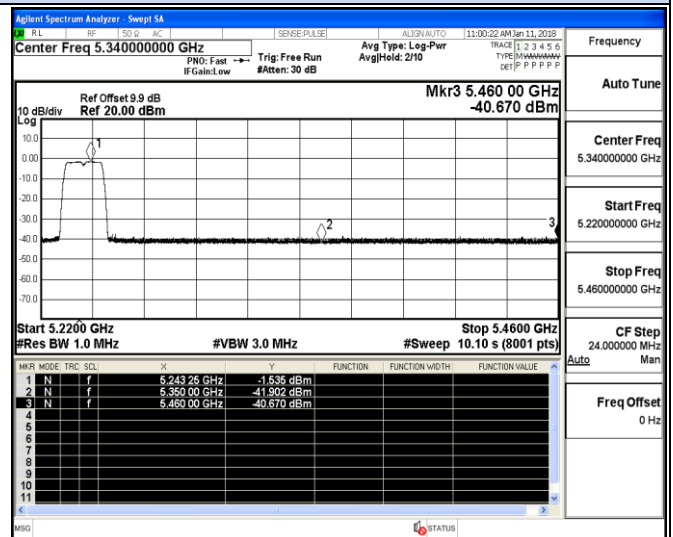 Agilent Spectrum Analyzer - Swept SA
RL RF 50 Ω AC SENSE:PULSE ALIGN AUTO 11:00:22 AM Jan 11, 2018
Center Freq 5.340000000 GHz
PNO: Fast
IFGain:Low
Trig: Free Run
#Atten: 30 dB
Avg Type: Log-Pwr
Avg|Hold: 2/10
TRACE 1 2 3 4 5 6
TYPE M
DET P P P P P P
Ref Offset 9.9 dB
10 dB/div Ref 20.00 dBm
Log
Mkr3 5.460 00 GHz
-40.670 dBm
10.0
0.00
-10.0
-20.0
-30.0
-40.0
-50.0
-60.0
-70.0
1
2
3
Start 5.2200 GHz Stop 5.4600 GHz
#Res BW 1.0 MHz #VBW 3.0 MHz #Sweep 10.10 s (8001 pts)
MKR MODE TRC SCL X Y FUNCTION FUNCTION WIDTH FUNCTION VALUE
1 N f 5.243 25 GHz -1.535 dBm
2 N f 5.350 00 GHz -41.902 dBm
3 N f 5.460 00 GHz -40.670 dBm
4
5
6
7
8
9
10
11
MSG STATUS
Frequency
Auto Tune
Center Freq
5.340000000 GHz
Start Freq
5.220000000 GHz
Stop Freq
5.460000000 GHz
CF Step
24.000000 MHz
Auto Man
Freq Offset
0 Hz